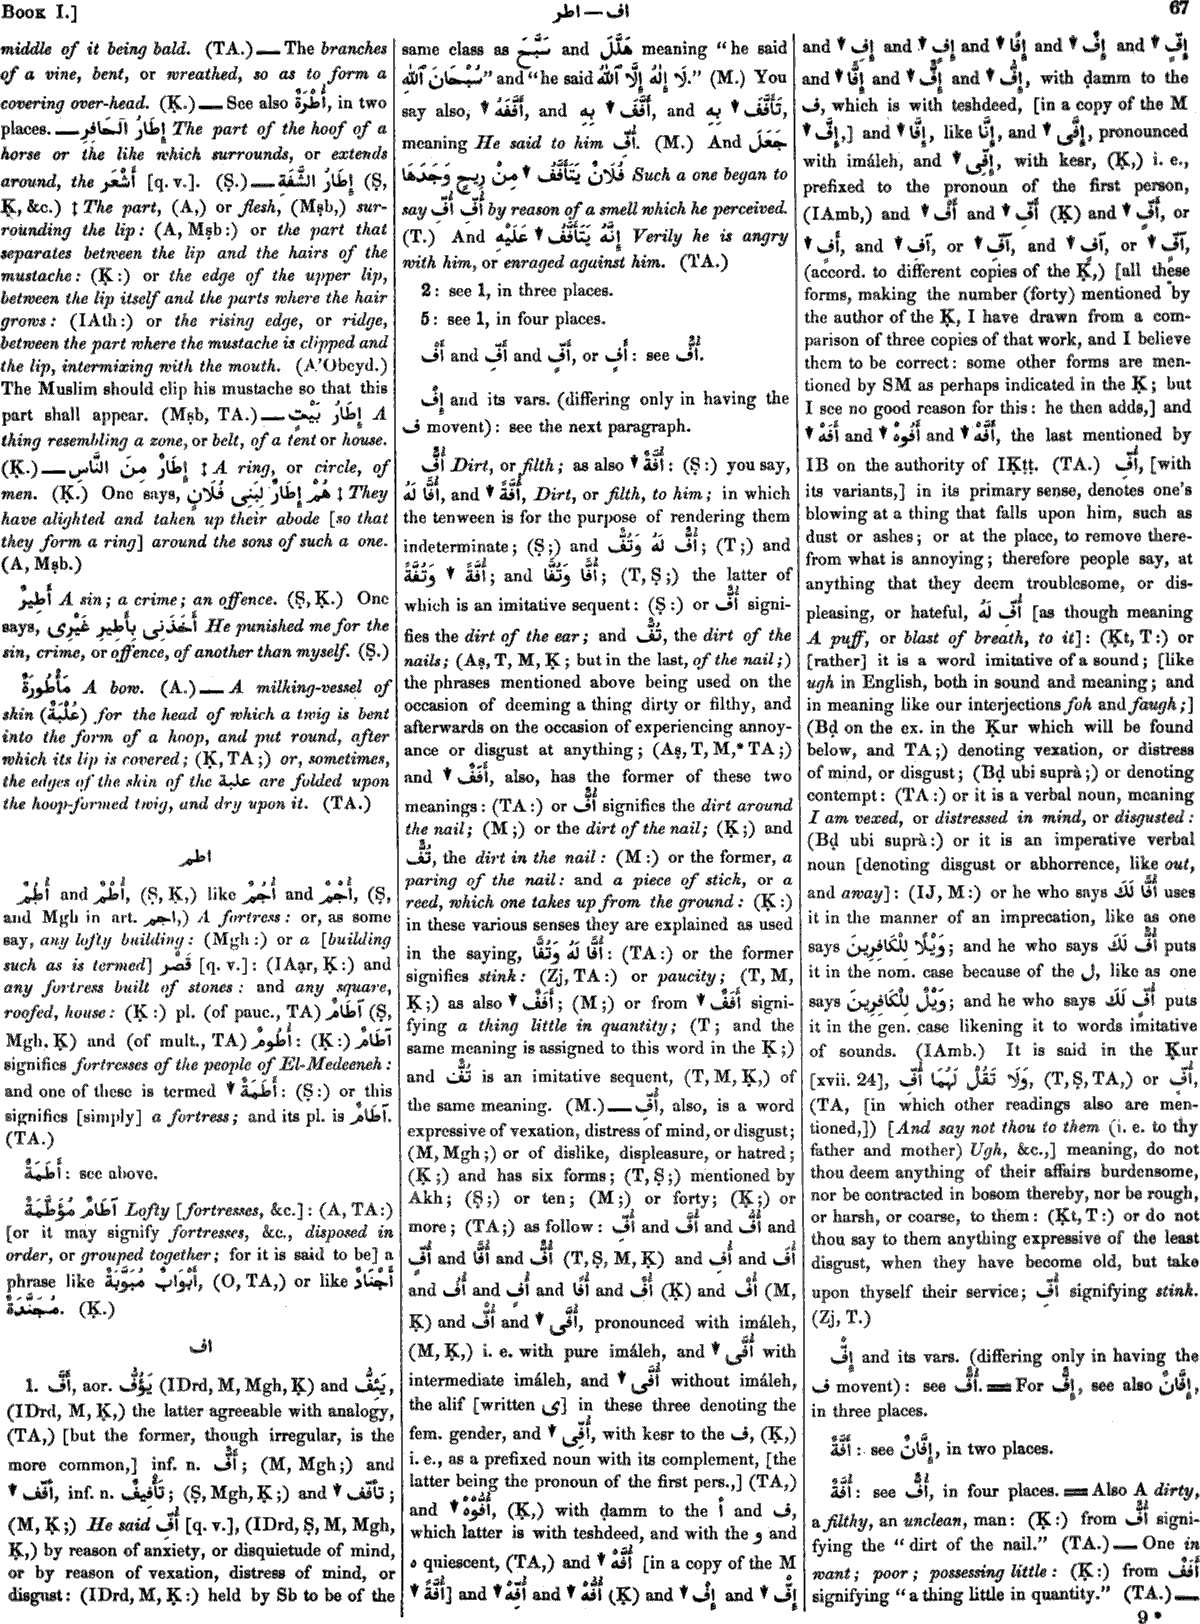 BOOK I.]
اطر — اف
67
middle of it being bald. (TA.) — The branches
of a vine, bent, or wreathed, so as to form a
covering over-head. (Ḳ.) — See also أُطْرَةٌ, in two
places. — إِطَارُ الحَافِرِ The part of the hoof of a
horse or the like which surrounds, or extends
around, the أَشْعَر [q. v.]. (Ṣ.) — إِطَارُ الشَّفَةِ (Ṣ,
Ḳ, &c.) ‡ The part, (A,) or flesh, (Mṣb,) sur-
rounding the lip: (A, Mṣb:) or the part that
separates between the lip and the hairs of the
mustache: (Ḳ:) or the edge of the upper lip,
between the lip itself and the parts where the hair
grows: (IAth:) or the rising edge, or ridge,
between the part where the mustache is clipped and
the lip, intermixing with the mouth. (A'Obeyd.)
The Muslim should clip his mustache so that this
part shall appear. (Mṣb, TA.) — إِطَارُ بَيْتٍ A
thing resembling a zone, or belt, of a tent or house.
(Ḳ.) — إِطَارٌ مِنَ النَّاسِ ‡ A ring, or circle, of
men. (Ḳ.) One says, هُمْ إِطَارٌ لِبَنِى فُلَانٍ ‡ They
have alighted and taken up their abode [so that
they form a ring] around the sons of such a one.
(A, Mṣb.)
أَطِيرٌ A sin; a crime; an offence. (Ṣ, Ḳ.) One
says, أَخَذَنِى بِأَطِيرِ غَيْرِى He punished me for the
sin, crime, or offence, of another than myself. (Ṣ.)
مَأْطُورَةٌ A bow. (A.) — A milking-vessel of
skin (عُلْبَةٌ) for the head of which a twig is bent
into the form of a hoop, and put round, after
which its lip is covered; (Ḳ, TA;) or, sometimes,
the edges of the skin of the علبة are folded upon
the hoop-formed twig, and dry upon it. (TA.)
اطم
أُطُمٌ and أُطْمٌ, (Ṣ, Ḳ,) like أُجُمٌ and أُجْمٌ, (Ṣ,
and Mgh in art. اجم,) A fortress: or, as some
say, any lofty building: (Mgh:) or a [building
such as is termed] قَصْر [q. v.]: (IAạr, Ḳ:) and
any fortress built of stones: and any square,
roofed, house: (Ḳ:) pl. (of pauc., TA) آطَامٌ (Ṣ,
Mgh, Ḳ) and (of mult., TA) أُطُومٌ: (Ḳ:) آطَامٌ
signifies fortresses of the people of El-Medeeneh:
and one of these is termed ▼ أَطَمَةٌ: (Ṣ:) or this
signifies [simply] a fortress; and its pl. is آطَامٌ.
(TA.)
أَطَمَةٌ: see above.
آطَامٌ مُؤَطَّمَةٌ Lofty [fortresses, &c.]: (A, TA:)
[or it may signify fortresses, &c., disposed in
order, or grouped together; for it is said to be] a
phrase like أَبْوَابٌ مُبَوَّبَةٌ, (O, TA,) or like أَجْنَادٌ
مُجَنَّدَةٌ. (Ḳ.)
اف
1. أَفَّ, aor. يَؤُفُّ (IDrd, M, Mgh, Ḳ) and يَئِفُّ,
(IDrd, M, Ḳ,) the latter agreeable with analogy,
(TA,) [but the former, though irregular, is the
more common,] inf. n. أَفٌّ; (M, Mgh;) and
▼ أفّف, inf. n. تَأْفِيفٌ; (Ṣ, Mgh, Ḳ;) and ▼ تأفّف;
(M, Ḳ;) He said أُفّ [q. v.], (IDrd, Ṣ, M, Mgh,
Ḳ,) by reason of anxiety, or disquietude of mind,
or by reason of vexation, distress of mind, or
disgust: (IDrd, M, Ḳ:) held by Sb to be of the
same class as سَبَّحَ and هَلَّلَ meaning "he said
سُبْحَانَ ٱللّٰهِ" and "he said لَا إِلٰهَ إِلَّا ٱللّٰهُ." (M.) You
say also, ▼ أَفَّفَهُ, and ▼ أَفَّفَ بِهِ, and ▼ تَأَفَّفَ بِهِ,
meaning He said to him أُفّ. (M.) And جَعَلَ
فُلَانٌ يَتَأَفَّفُ ▼ مِنْ رِيحٍ وَجَدَهَا Such a one began to
say أُفّ أُفّ by reason of a smell which he perceived.
(T.) And إِنَّهُ يَتَأَفَّفُ ▼ عَلَيْهِ Verily he is angry
with him, or enraged against him. (TA.)
2: see 1, in three places.
5: see 1, in four places.
أَفُّ and أَفِّ and أَفٍّ, or أَفٍ: see أُفٌّ.
إِفْ and its vars. (differing only in having the
ف movent): see the next paragraph.
أُفٌّ Dirt, or filth; as also ▼ أُفَّةٌ: (Ṣ:) you say,
أُفًّا لَهُ, and ▼ أُفَّةً, Dirt, or filth, to him; in which
the tenween is for the purpose of rendering them
indeterminate; (Ṣ;) and أُفٌّ لَهُ وَتُفٌّ; (T;) and
أُفَّةً ▼ وَتُفَّةً; and أُفًّا وَتُفًّا; (T, Ṣ;) the latter of
which is an imitative sequent: (Ṣ:) or أُفٌّ signi-
fies the dirt of the ear; and تُفٌّ, the dirt of the
nails; (Aṣ, T, M, Ḳ; but in the last, of the nail;)
the phrases mentioned above being used on the
occasion of deeming a thing dirty or filthy, and
afterwards on the occasion of experiencing annoy-
ance or disgust at anything; (Aṣ, T, M,* TA;)
and ▼ أَفَفٌ, also, has the former of these two
meanings: (TA:) or أُفٌّ signifies the dirt around
the nail; (M;) or the dirt of the nail; (Ḳ;) and
تُفٌّ, the dirt in the nail: (M:) or the former, a
paring of the nail: and a piece of stick, or a
reed, which one takes up from the ground: (Ḳ:)
in these various senses they are explained as used
in the saying, أُفًّا لَهُ وَتُفًّا: (TA:) or the former
signifies stink: (Zj, TA:) or paucity; (T, M,
Ḳ;) as also ▼ أَفَفٌ; (M;) or from ▼ أَفَفٌ signi-
fying a thing little in quantity; (T; and the
same meaning is assigned to this word in the Ḳ;)
and تُفٌّ is an imitative sequent, (T, M, Ḳ,) of
the same meaning. (M.) — أُفِّ, also, is a word
expressive of vexation, distress of mind, or disgust;
(M, Mgh;) or of dislike, displeasure, or hatred;
(Ḳ;) and has six forms; (T, Ṣ;) mentioned by
Akh; (Ṣ;) or ten; (M;) or forty; (Ḳ;) or
more; (TA;) as follow: أُفِّ and أُفَّ and أُفُّ and
أُفٍّ and أُفًّا and أُفٌّ (T, Ṣ, M, Ḳ) and أُفِ and أُفَ
and أُفُ and أُفٍ and أُفًا and أُفٌ (Ḳ) and أُفْ (M,
Ḳ) and أُفّْ and ▼ أُفَّى, pronounced with imáleh,
(M, Ḳ,) i. e. with pure imáleh, and ▼ أُفَّى with
intermediate imáleh, and ▼ أُفَّى without imáleh,
the alif [written ى] in these three denoting the
fem. gender, and ▼ أُفِّى, with kesr to the ف, (Ḳ,)
i. e., as a prefixed noun with its complement, [the
latter being the pronoun of the first pers.,] (TA,)
and ▼ أُفُّوْهْ, (Ḳ,) with ḍamm to the أ and ف,
which latter is with teshdeed, and with the و and
ه quiescent, (TA,) and ▼ أُفَّهْ [in a copy of the M
▼ أُفَّةً] and ▼ أُفِّهْ and ▼ أُفُّهْ (Ḳ) and ▼ إِفْ and ▼ إِفِّ
and ▼ إِفَ and ▼ إِفٍ and ▼ إِفًا and ▼ إِفٌّ and ▼ إِفٍّ
and ▼ إِفًّا and ▼ إِفُّ and ▼ إِفُّ, with ḍamm to the
ف, which is with teshdeed, [in a copy of the M
▼ إِفَّ,] and ▼ إِفَّا, like إِنَّا, and ▼ إِفَّى, pronounced
with imáleh, and ▼ إِفِّى, with kesr, (Ḳ,) i. e.,
prefixed to the pronoun of the first person,
(IAmb,) and ▼ أَفْ and ▼ أَفِّ (Ḳ) and ▼ أَفٍّ, or
▼ أَفٍ, and ▼ آفِ, or ▼ آفِّ, and ▼ آفٍ, or ▼ آفٍّ,
(accord. to different copies of the Ḳ,) [all these
forms, making the number (forty) mentioned by
the author of the Ḳ, I have drawn from a com-
parison of three copies of that work, and I believe
them to be correct: some other forms are men-
tioned by SM as perhaps indicated in the Ḳ; but
I see no good reason for this: he then adds,] and
▼ أَفَهْ and ▼ أَفُوهْ and ▼ أَفَّهْ, the last mentioned by
IB on the authority of IḲṭṭ. (TA.) أُفِّ, [with
its variants,] in its primary sense, denotes one's
blowing at a thing that falls upon him, such as
dust or ashes; or at the place, to remove there-
from what is annoying; therefore people say, at
anything that they deem troublesome, or dis-
pleasing, or hateful, أُفِّ لَهُ [as though meaning
A puff, or blast of breath, to it]: (Ḳt, T:) or
[rather] it is a word imitative of a sound; [like
ugh in English, both in sound and meaning; and
in meaning like our interjections foh and faugh;]
(Bḍ on the ex. in the Ḳur which will be found
below, and TA;) denoting vexation, or distress
of mind, or disgust; (Bḍ ubi suprà;) or denoting
contempt: (TA:) or it is a verbal noun, meaning
I am vexed, or distressed in mind, or disgusted:
(Bḍ ubi suprà:) or it is an imperative verbal
noun [denoting disgust or abhorrence, like out,
and away]: (IJ, M:) or he who says أُفًّا لَكَ uses
it in the manner of an imprecation, like as one
says وَيْلًا لِلْكَافِرِينَ; and he who says أُفٌّ لَكَ puts
it in the nom. case because of the ل, like as one
says وَيْلٌ لِلْكَافِرِينَ; and he who says أُفٍّ لَكَ puts
it in the gen. case likening it to words imitative
of sounds. (IAmb.) It is said in the Ḳur
[xvii. 24], وَلَا تَقُلْ لَهُمَا أُفٍّ, (T, Ṣ, TA,) or أُفِّ,
(TA, [in which other readings also are men-
tioned,]) [And say not thou to them (i. e. to thy
father and mother) Ugh, &c.,] meaning, do not
thou deem anything of their affairs burdensome,
nor be contracted in bosom thereby, nor be rough,
or harsh, or coarse, to them: (Ḳt, T:) or do not
thou say to them anything expressive of the least
disgust, when they have become old, but take
upon thyself their service; أُفّ signifying stink.
(Zj, T.)
إِفّْ and its vars. (differing only in having the
ف movent): see أُفٌّ. = For إِفٌّ, see also إِفَّانٌ,
in three places.
أَفَّةٌ: see إِفَّانٌ, in two places.
أُفَّةٌ: see أُفٌّ, in four places. = Also A dirty,
a filthy, an unclean, man: (Ḳ:) from أُفٌّ signi-
fying the "dirt of the nail." (TA.) — One in
want; poor; possessing little: (Ḳ:) from أَفَفٌ
signifying "a thing little in quantity." (TA.) —
9 *